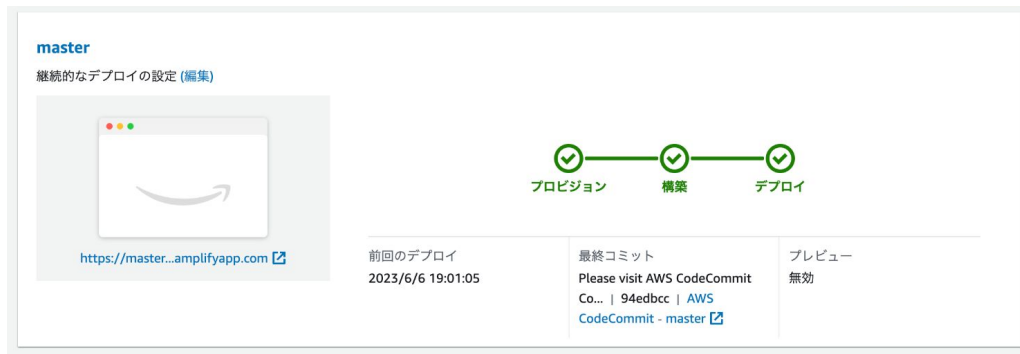 master
継続的なデプロイの設定 (編集)
https://master...amplifyapp.com
プロビジョン
構築
デプロイ
前回のデプロイ
2023/6/6 19:01:05
最終コミット
Please visit AWS CodeCommit
Co... | 94edbcc | AWS
CodeCommit - master
プレビュー
無効